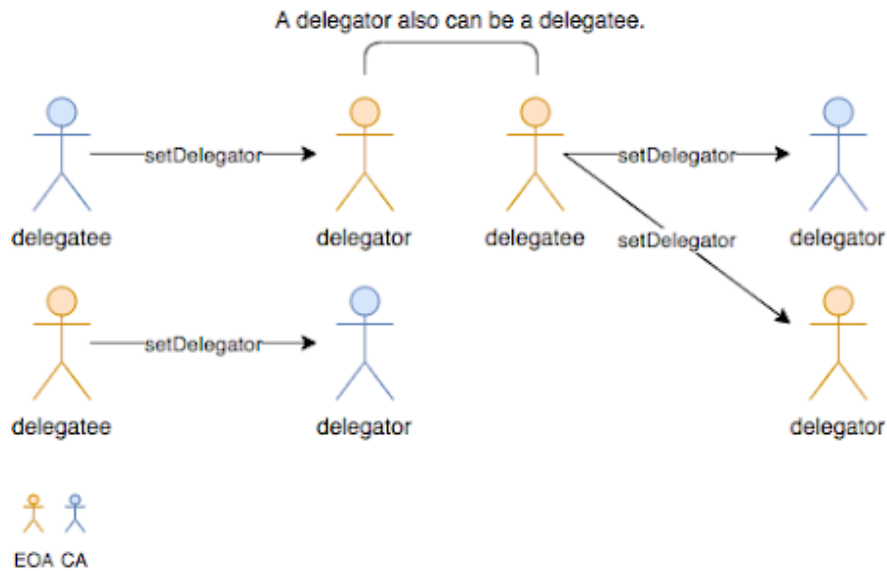 A delegator also can be a delegatee.
setDelegator
setDelegator
delegatee
delegator
delegatee
delegator
setDelegator
setDelegator
delegatee
delegator
delegator
EOA CA